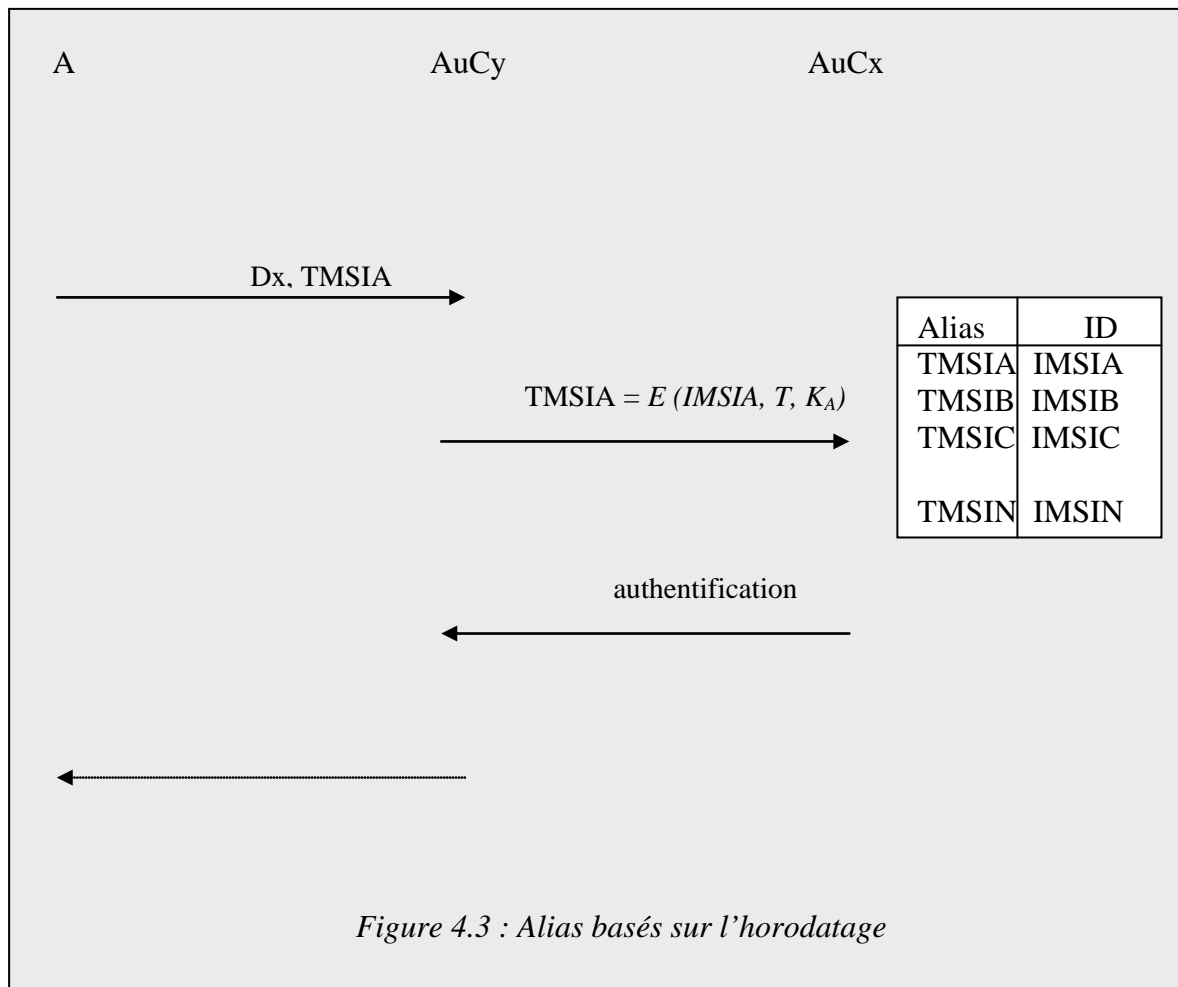 A AuCy AuCx
Dx, TMSIA
Alias ID
TMSIA IMSIA
TMSIA = E (IMSIA, T, KA)
TMSIB IMSIB
TMSIC IMSIC
TMSIN IMSIN
authentification
Figure 4.3 : Alias basés sur l’horodatage